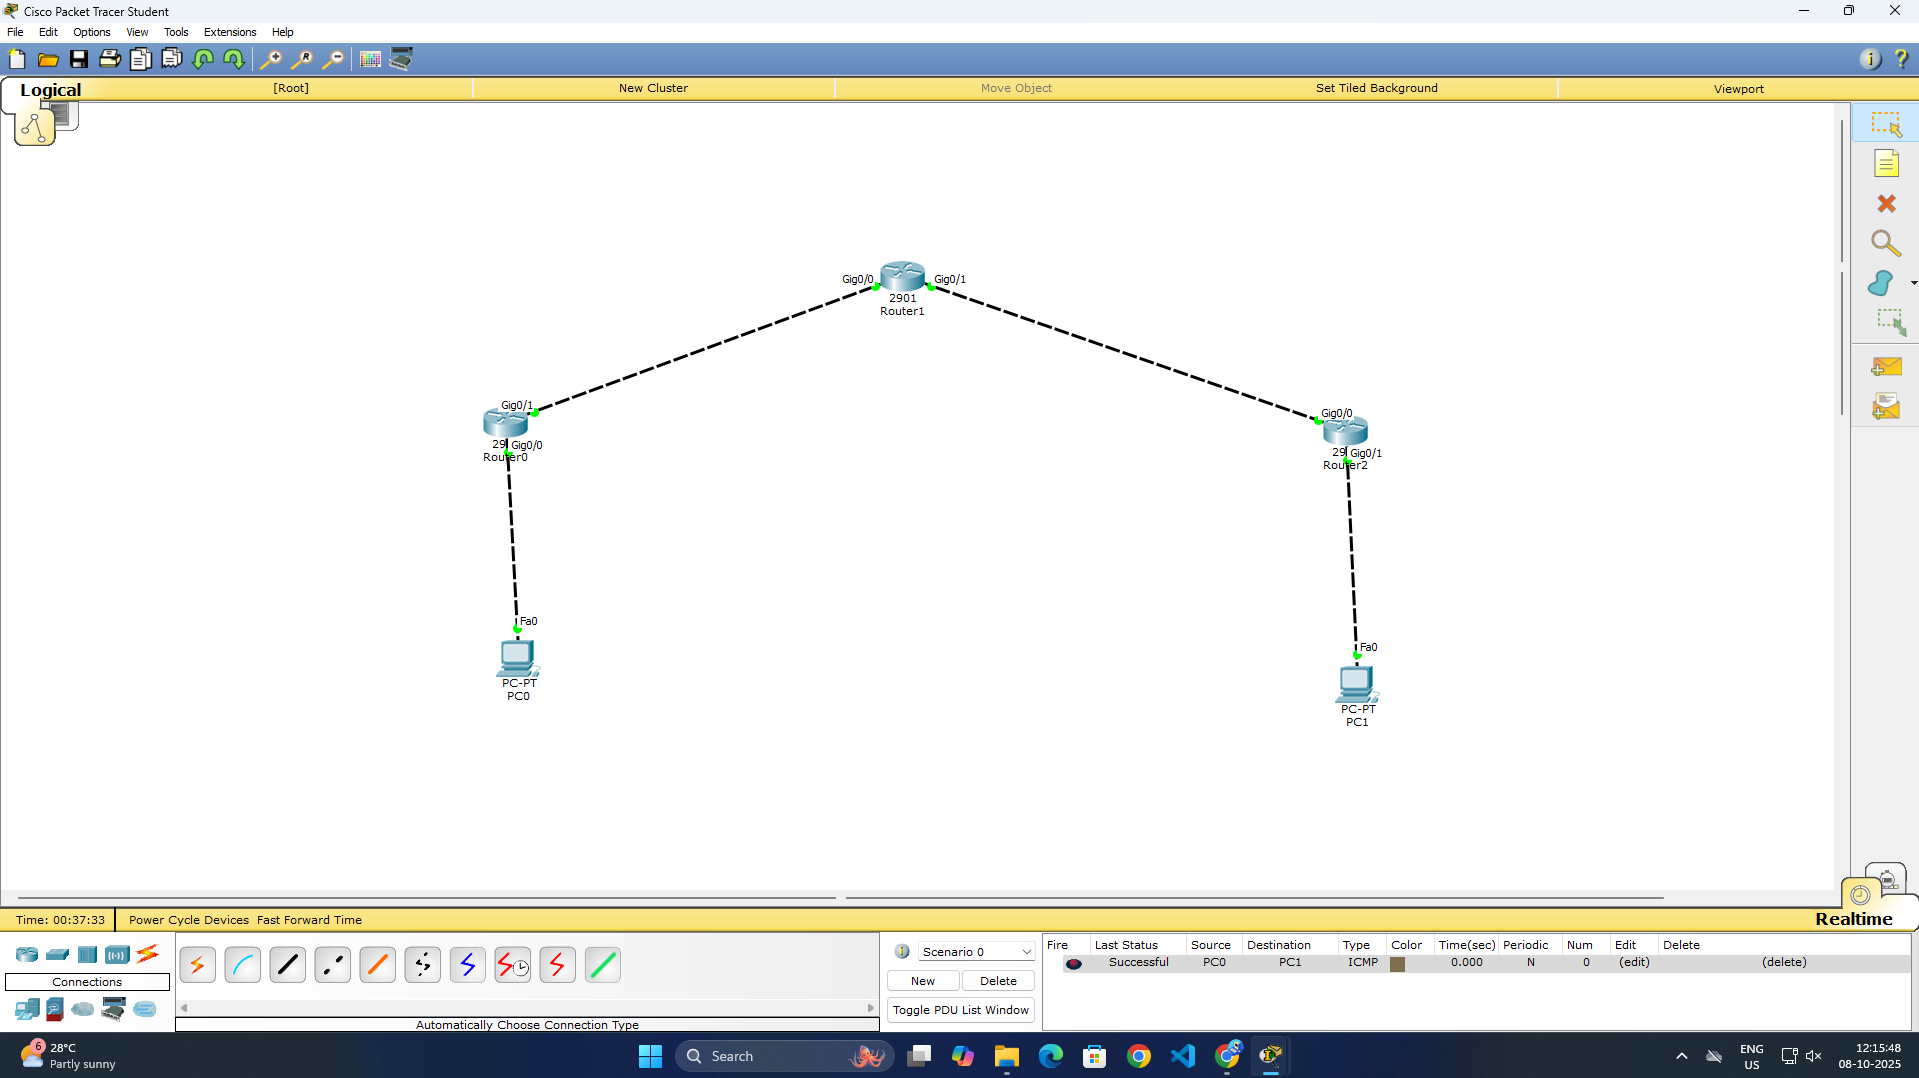 Cisco Packet Tracer Student
File Edit Options View Tools Extensions Help
Logical [Root] New Cluster Move Object Set Tiled Background Viewport
Gig0/0 Gig0/1
2901
Router1
Gig0/1
29 Gig0/0
Router0
Gig0/0
29 Gig0/1
Router2
Fa0
PC-PT
PC0
Fa0
PC-PT
PC1
Time: 00:37:33 Power Cycle Devices Fast Forward Time
Realtime
Connections
Automatically Choose Connection Type
Scenario 0
New Delete
Toggle PDU List Window
Fire Last Status Source Destination Type Color Time(sec) Periodic Num Edit Delete
Successful PC0 PC1 ICMP 0.000 N 0 (edit) (delete)
6
28°C
Partly sunny
Search
ENG
US
12:15:48
08-10-2025